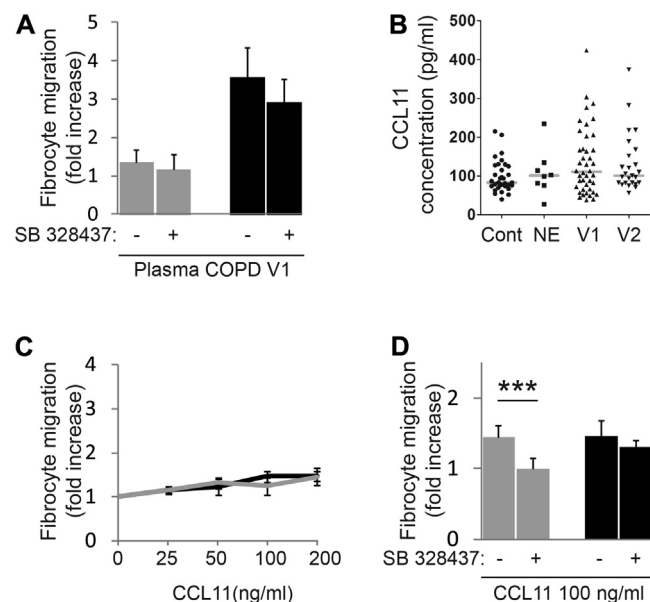 A
Fibrocyte migration
(fold increase)
5
4
3
2
1
0
- + - +
SB 328437:
Plasma COPD V1
B
CCL11
concentration (pg/ml)
500
400
300
200
100
0
Cont NE V1 V2
C
Fibrocyte migration
(fold increase)
4
3
2
1
0
0 25 50 100 200
CCL11(ng/ml)
D
Fibrocyte migration
(fold increase)
2
1
0
***
- + - +
SB 328437:
CCL11 100 ng/ml